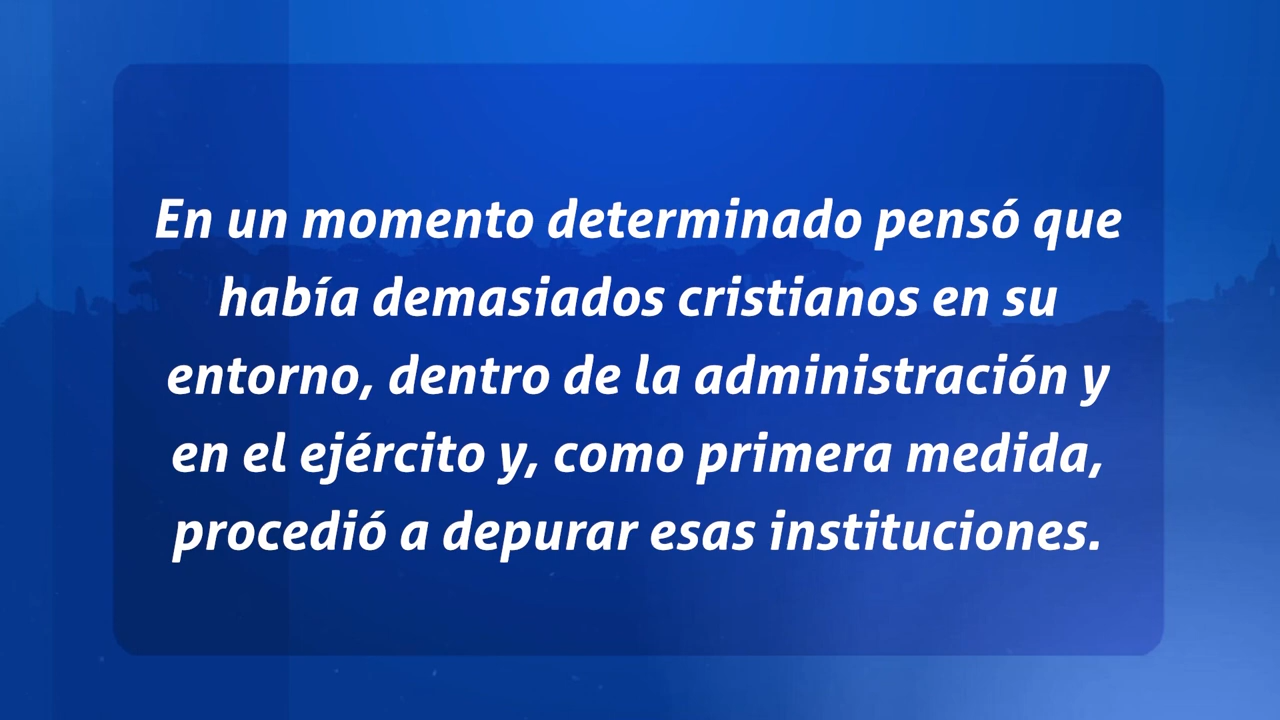 En un momento determinado pensó que
había demasiados cristianos en su
entorno, dentro de la administración y
en el ejército y, como primera medida,
procedió a depurar esas instituciones.